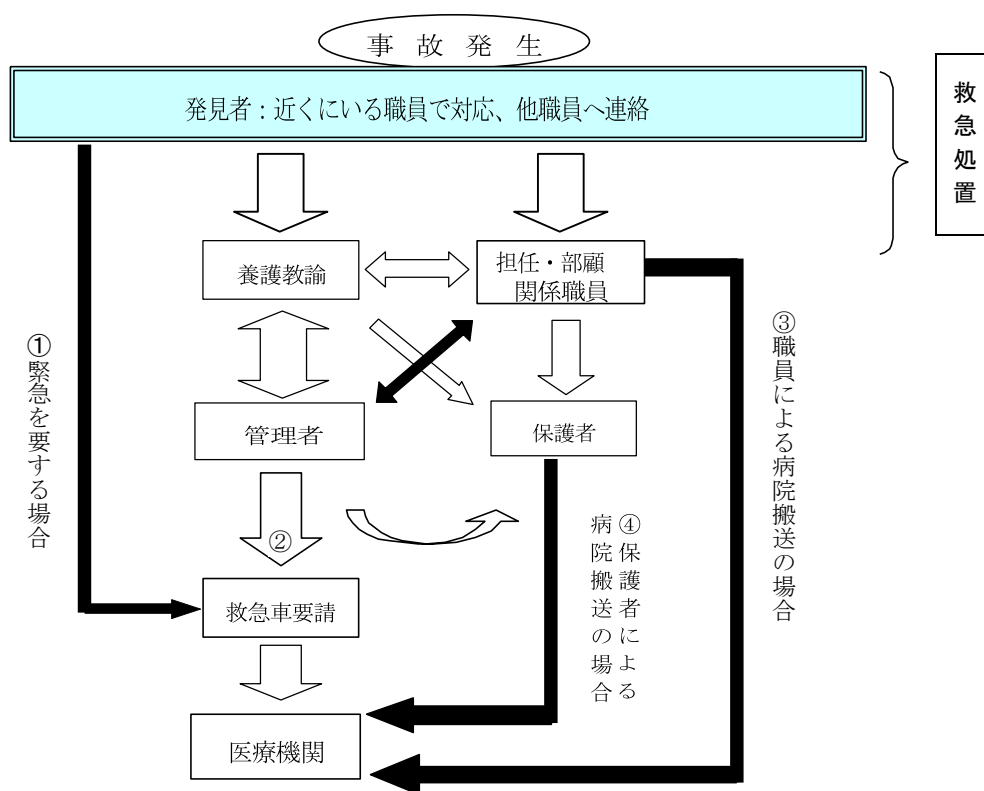 事故発生
発見者：近くにいる職員で対応、他職員へ連絡
救急処置
養護教諭
担任・部顧
関係職員
①緊急を要する場合
③職員による病院搬送の場合
管理者
保護者
②
④保護者による
病院搬送の場合
救急車要請
医療機関